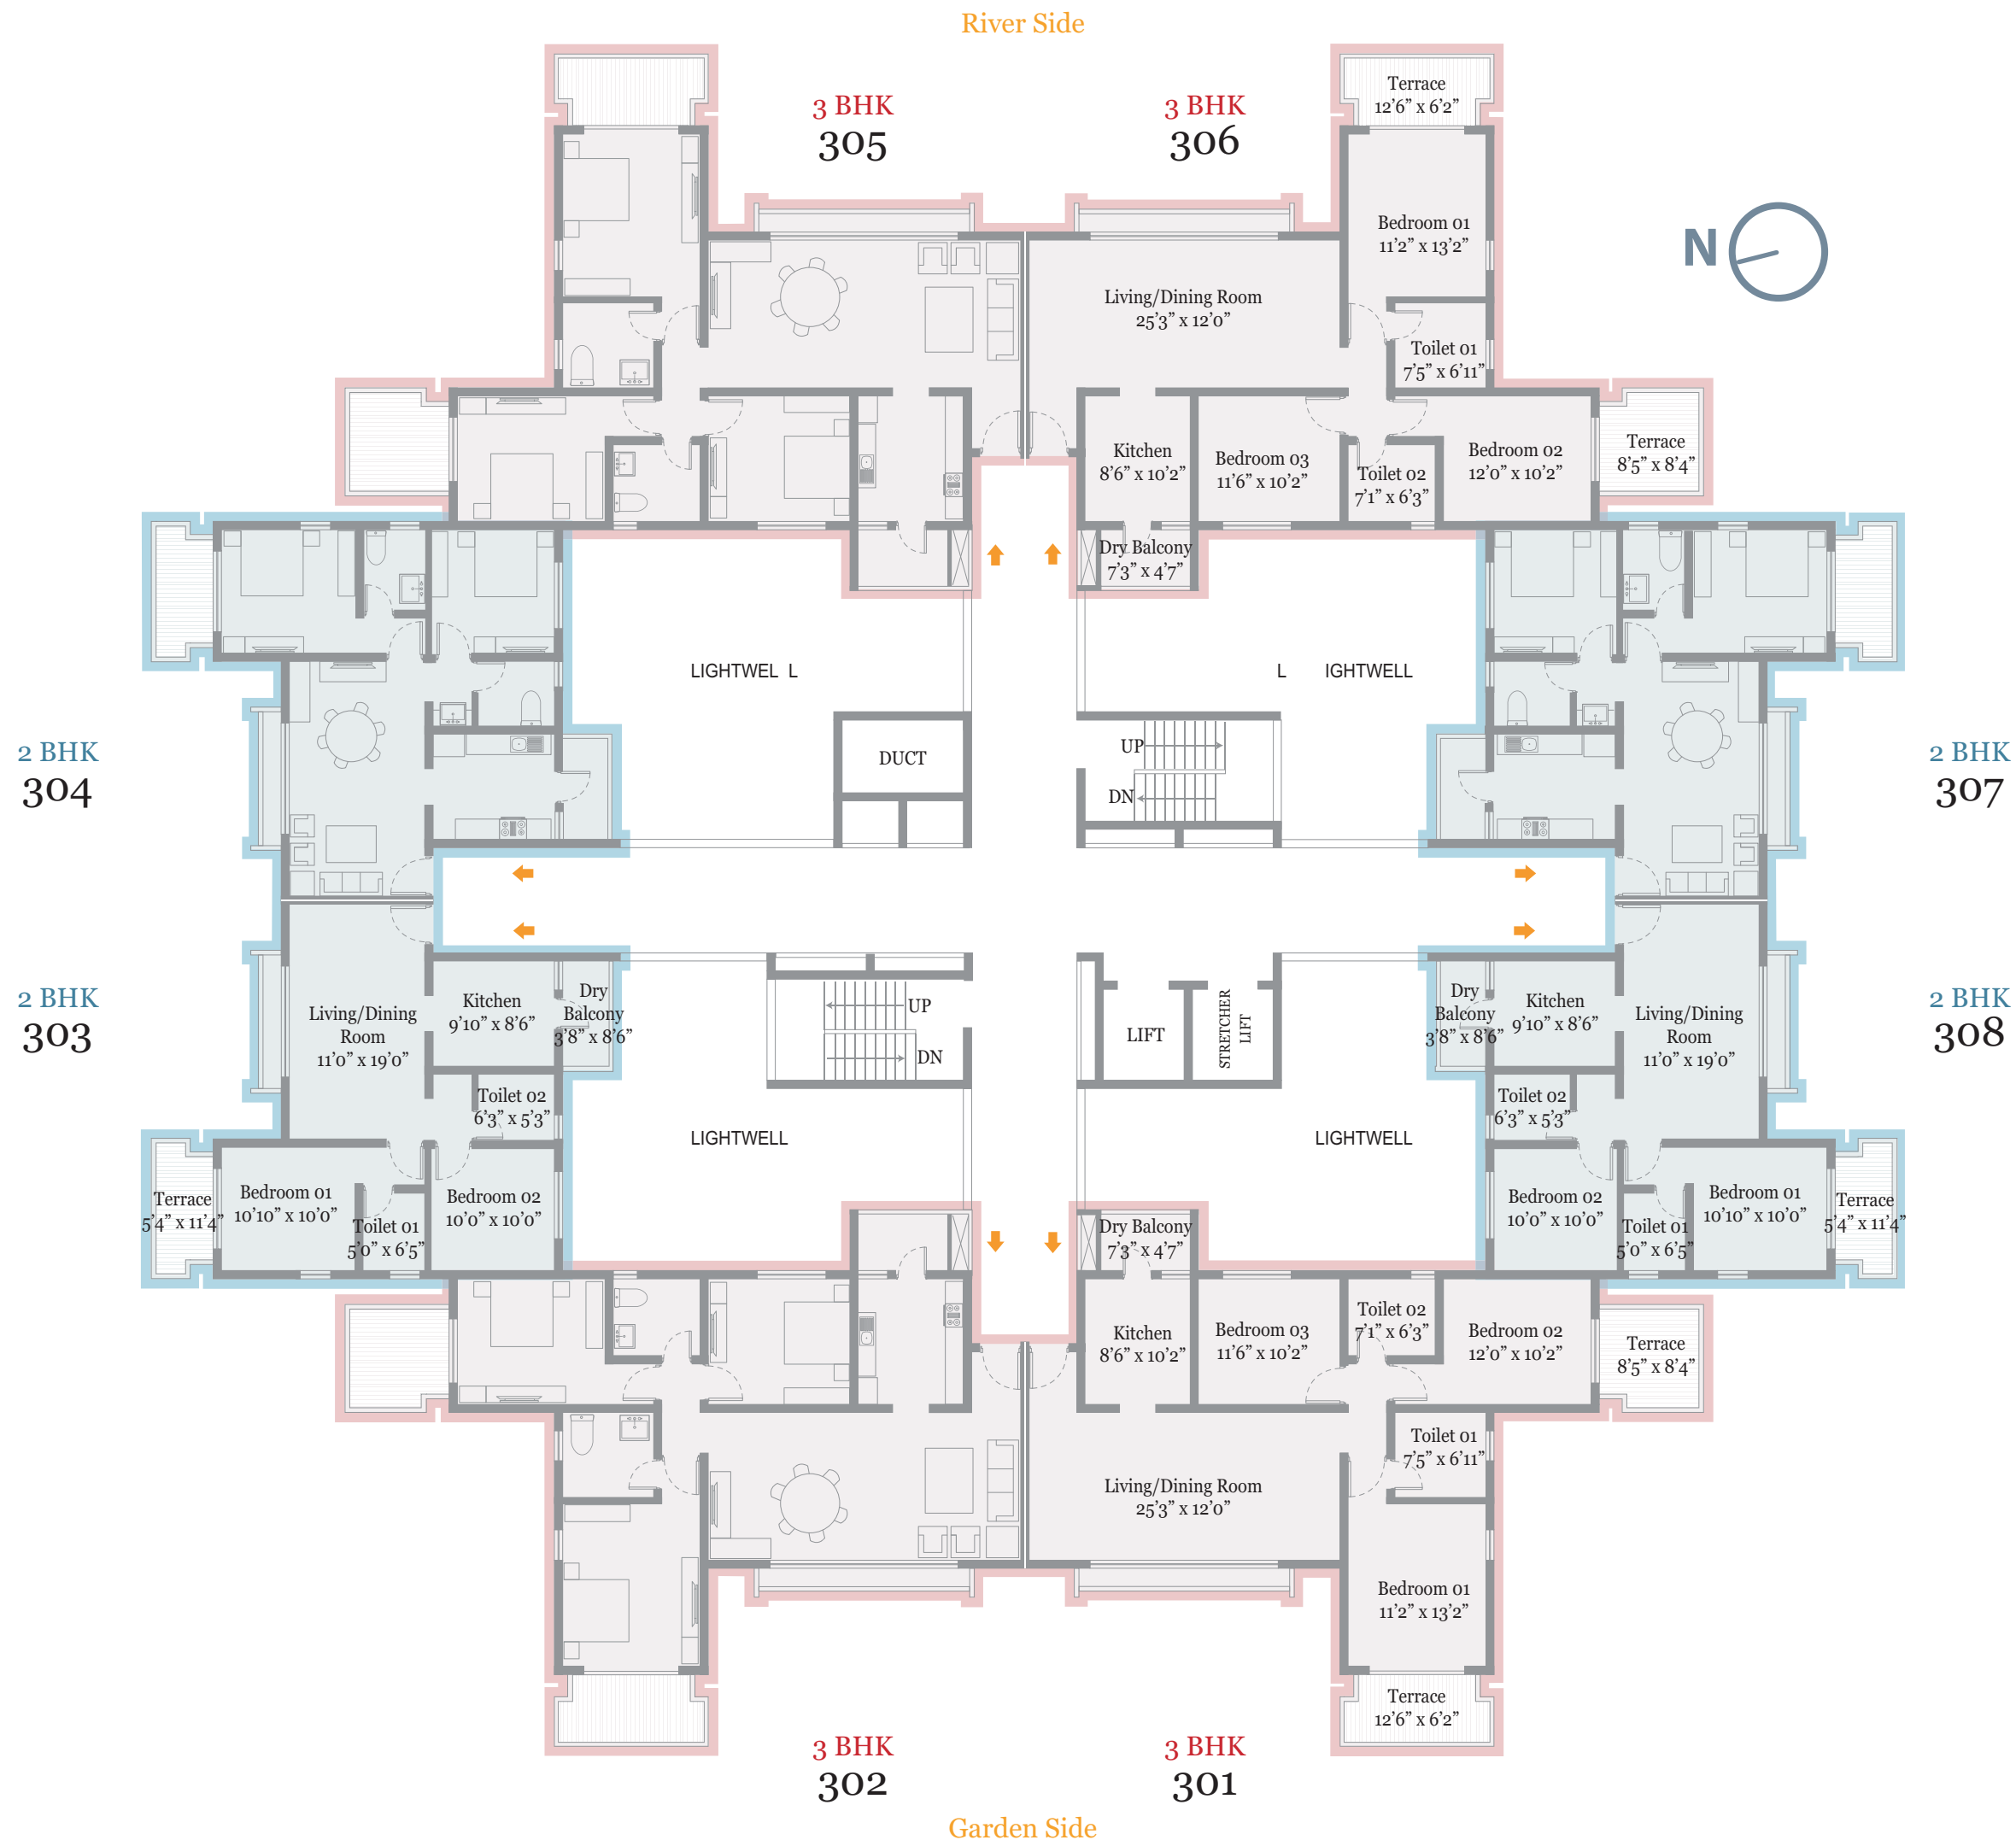 River Side
3 BHK
305
3 BHK
306
Terrace
12’6” x 6’2”
Bedroom 01
11’2” x 13’2”
N
Living/Dining Room
25’3” x 12’0”
Toilet 01
7’5” x 6’11”
Kitchen
8’6” x 10’2”
Bedroom 03
11’6” x 10’2”
Toilet 02
7’1” x 6’3”
Bedroom 02
12’0” x 10’2”
Terrace
8’5” x 8’4”
Dry Balcony
7’3” x 4’7”
LIGHTWEL L
L IGHTWELL
2 BHK
304
DUCT
UP
DN
2 BHK
307
2 BHK
303
Living/Dining
Room
11’0” x 19’0”
Kitchen
9’10” x 8’6”
Dry
Balcony
3’8” x 8’6”
UP
DN
LIFT
STRETCHER
LIFT
Dry
Balcony
3’8” x 8’6”
Kitchen
9’10” x 8’6”
Living/Dining
Room
11’0” x 19’0”
2 BHK
308
Toilet 02
6’3” x 5’3”
Toilet 02
6’3” x 5’3”
LIGHTWELL
LIGHTWELL
Terrace
5’4” x 11’4”
Bedroom 01
10’10” x 10’0”
Toilet 01
5’0” x 6’5”
Bedroom 02
10’0” x 10’0”
Bedroom 02
10’0” x 10’0”
Toilet 01
5’0” x 6’5”
Bedroom 01
10’10” x 10’0”
Terrace
5’4” x 11’4”
Dry Balcony
7’3” x 4’7”
Kitchen
8’6” x 10’2”
Bedroom 03
11’6” x 10’2”
Toilet 02
7’1” x 6’3”
Bedroom 02
12’0” x 10’2”
Terrace
8’5” x 8’4”
Toilet 01
7’5” x 6’11”
Living/Dining Room
25’3” x 12’0”
Bedroom 01
11’2” x 13’2”
Terrace
12’6” x 6’2”
3 BHK
302
3 BHK
301
Garden Side